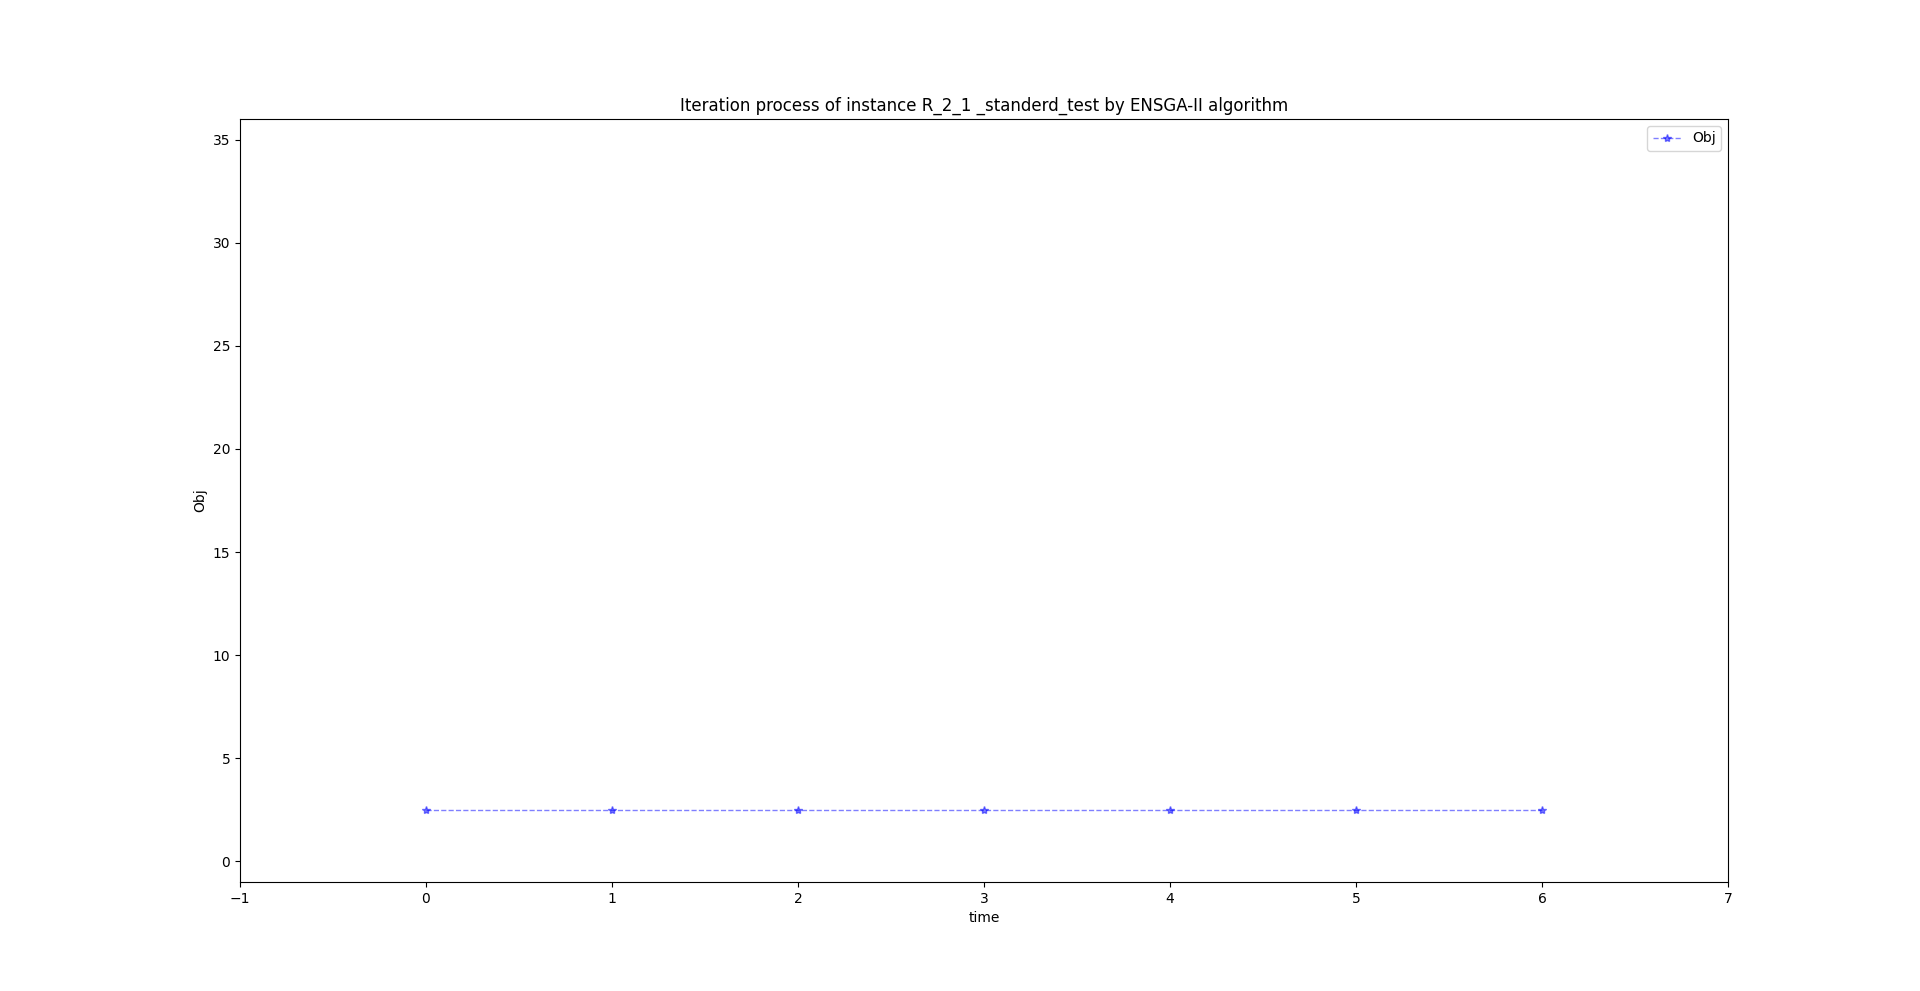 Iteration process of instance R_2_1 _standerd_test by ENSGA-II algorithm
Obj
35
30
25
20
15
10
5
0
Obj
−1 0 1 2 3 4 5 6 7
time